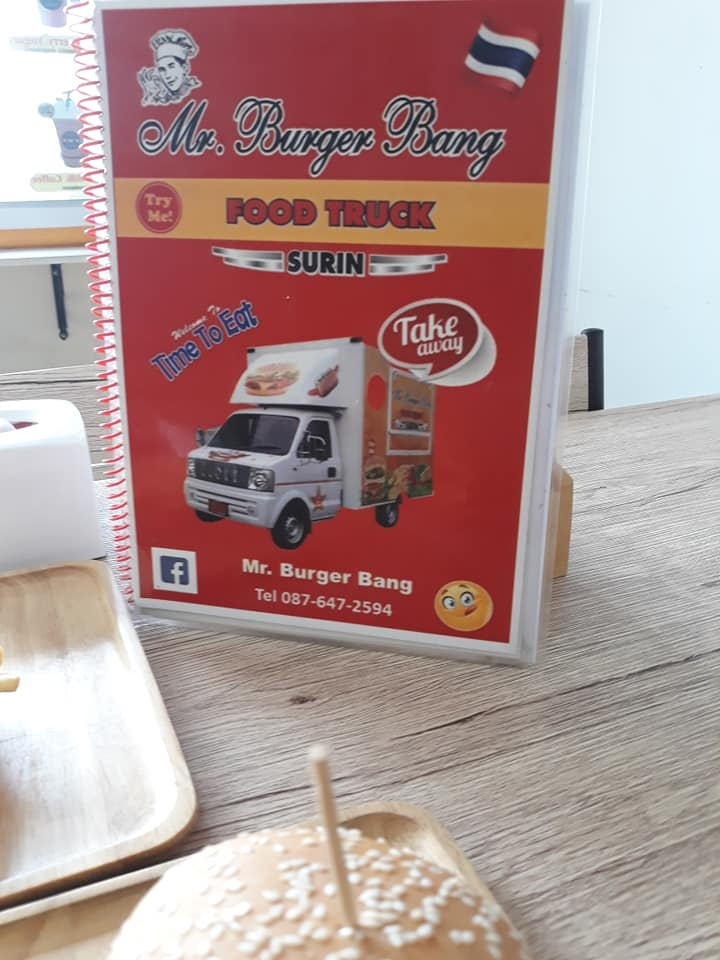 Mr. Burger Bang
Try
Me!
FOOD TRUCK
SURIN
Welcome To
Time To Eat
Take
away
f
Mr. Burger Bang
Tel 087-647-2594